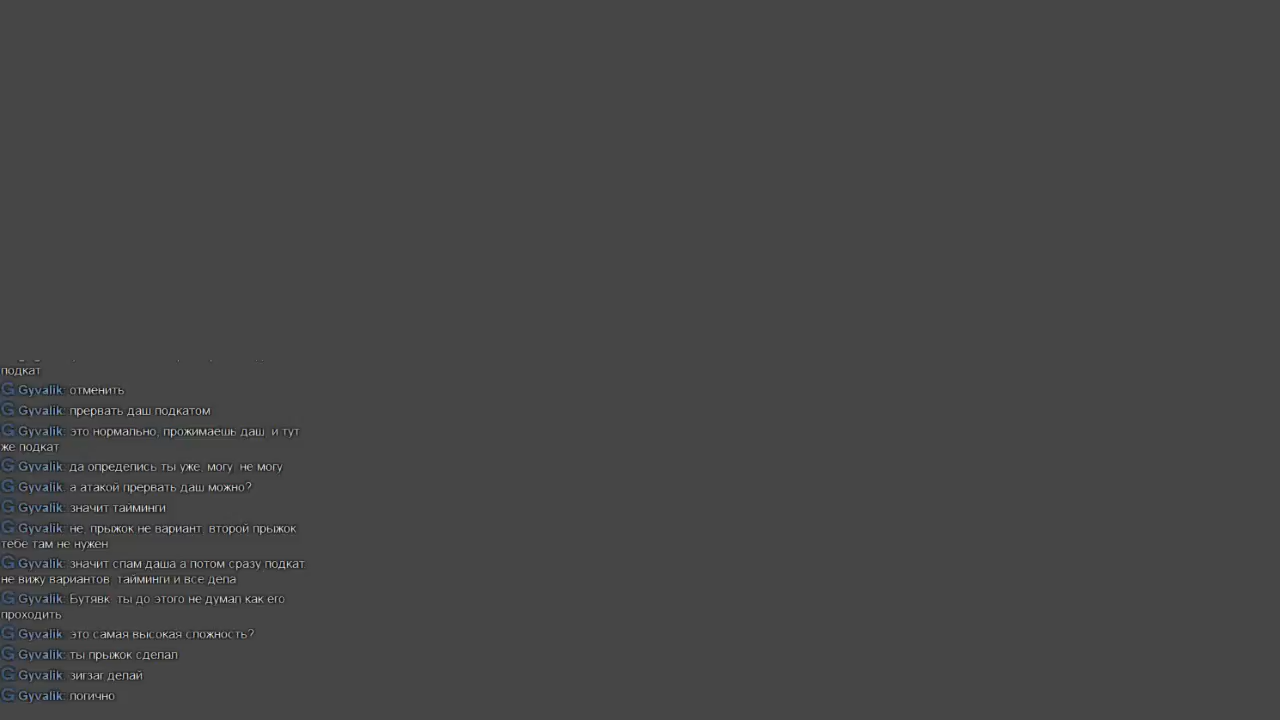 подкат
Gyvalik: отменить
Gyvalik: прервать даш подкатом
Gyvalik: это нормально, прожимаешь даш, и тут
же подкат
Gyvalik: да определись ты уже, могу, не могу
Gyvalik: а атакой прервать даш можно?
Gyvalik: значит тайминги
Gyvalik: не, прыжок не вариант, второй прыжок
тебе там не нужен
Gyvalik: значит спам даша а потом сразу подкат,
не вижу вариантов, тайминги и все дела
Gyvalik: Бутявк, ты до этого не думал как его
проходить
Gyvalik: это самая высокая сложность?
Gyvalik: ты прыжок сделал
Gyvalik: зигзаг делай
Gyvalik: логично